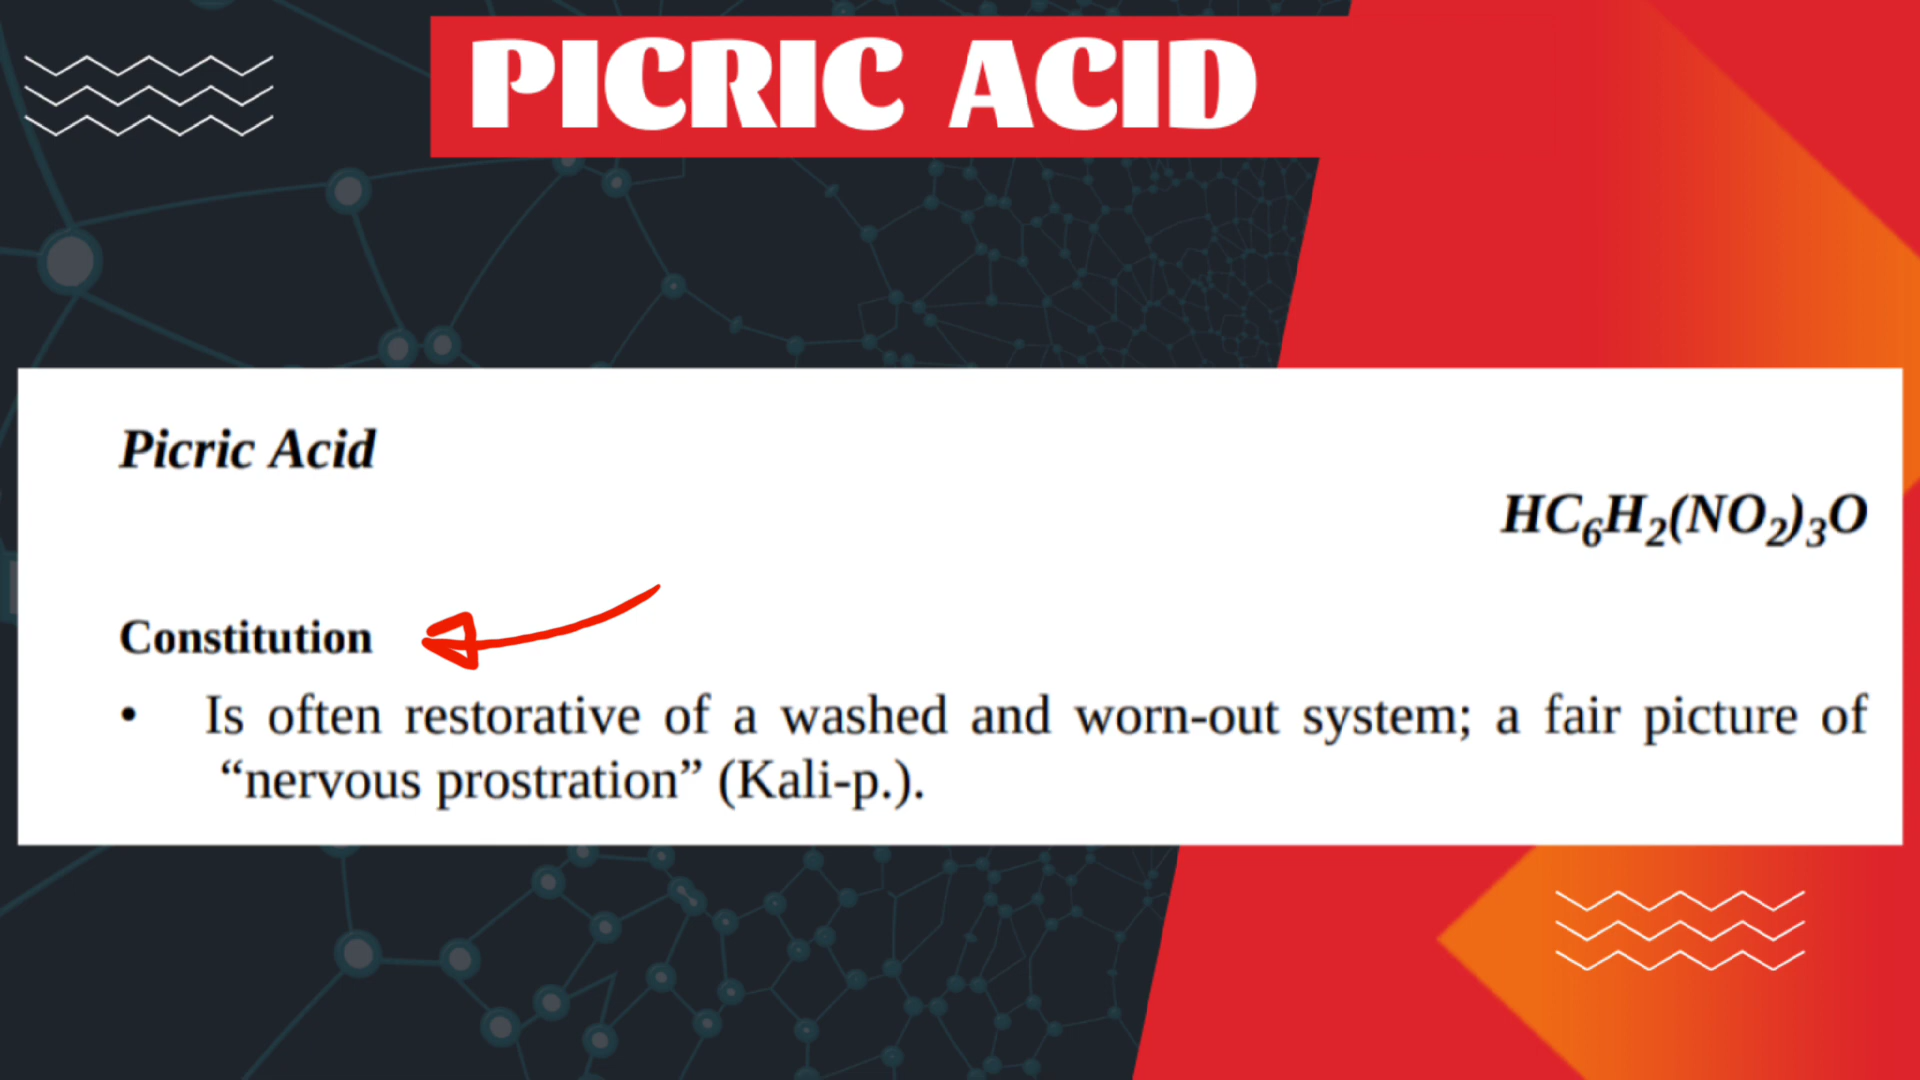 PICRIC ACID
Picric Acid
HC₆H₂(NO₂)₃O
Constitution
• Is often restorative of a washed and worn-out system; a fair picture of
“nervous prostration” (Kali-p.).